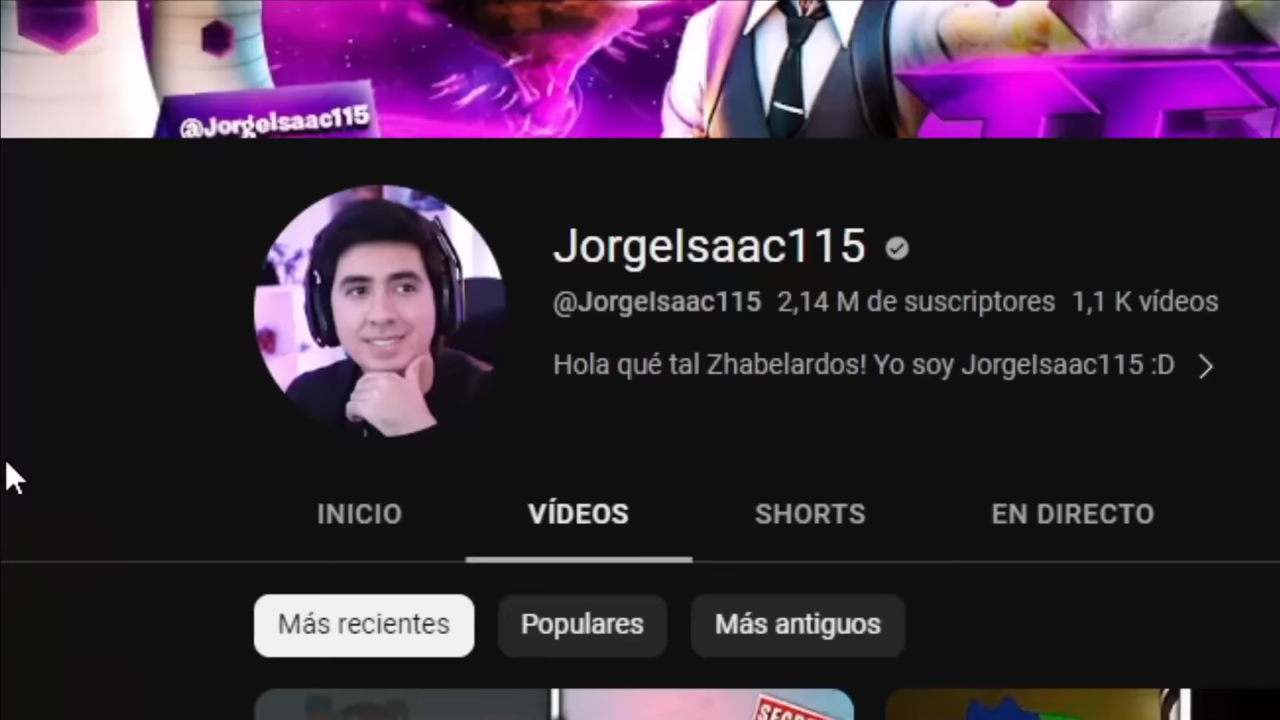 @JorgeIsaac115
JorgeIsaac115
@JorgeIsaac115 2,14 M de suscriptores 1,1 K vídeos
Hola qué tal Zhabelardos! Yo soy JorgeIsaac115 :D
INICIO VÍDEOS SHORTS EN DIRECTO
Más recientes Populares Más antiguos